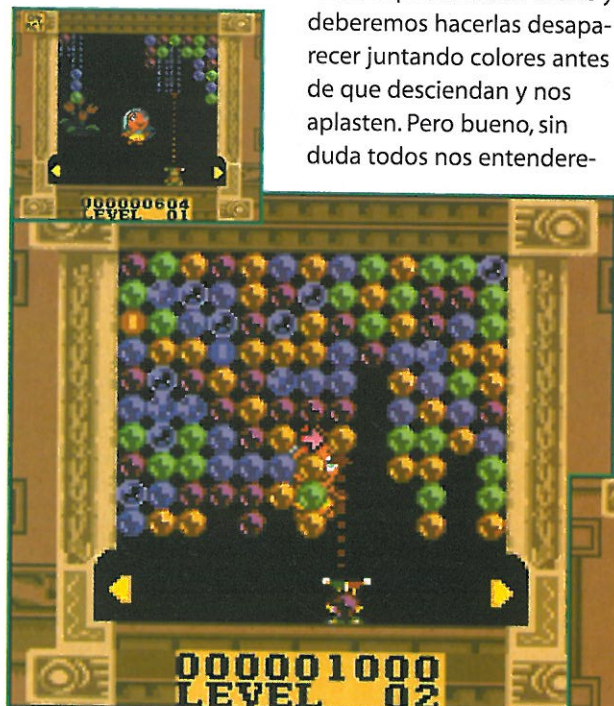 deberemos hacerlas desapa-
recer juntando colores antes
de que desciendan y nos
aplasten. Pero bueno, sin
duda todos nos entendere-
000000604
LEVEL 01
000001000
LEVEL 02